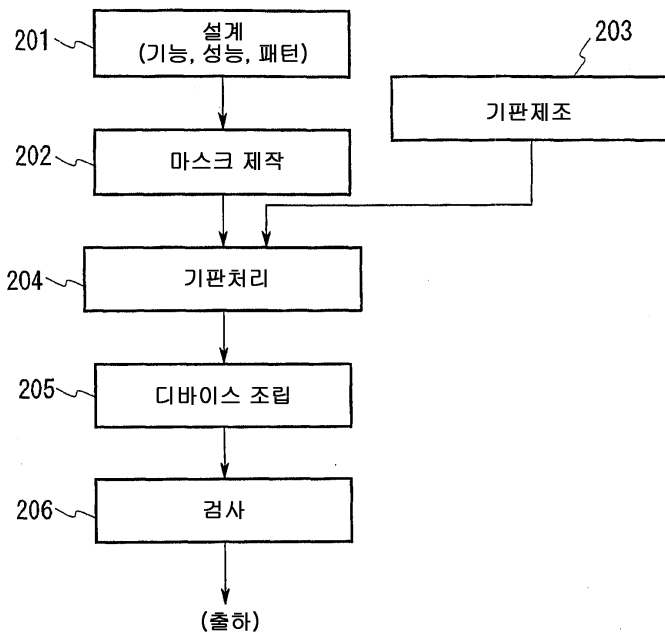 201
설계
(기능, 성능, 패턴)
203
기판제조
202
마스크 제작
204
기판처리
205
디바이스 조립
206
검사
(출하)